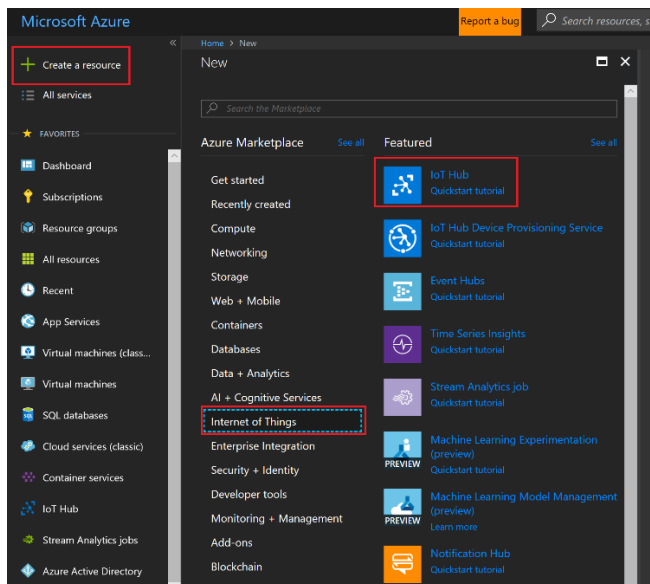 Microsoft Azure
Report a bug
Search resources, s
«
Create a resource
All services
FAVORITES
Dashboard
Subscriptions
Resource groups
All resources
Recent
App Services
Virtual machines (class...
Virtual machines
SQL databases
Cloud services (classic)
Container services
IoT Hub
Stream Analytics jobs
Azure Active Directory
Home > New
New
Search the Marketplace
Azure Marketplace See all
Get started
Recently created
Compute
Networking
Storage
Web + Mobile
Containers
Databases
Data + Analytics
AI + Cognitive Services
Internet of Things
Enterprise Integration
Security + Identity
Developer tools
Monitoring + Management
Add-ons
Blockchain
Featured See all
IoT Hub
Quickstart tutorial
IoT Hub Device Provisioning Service
Quickstart tutorial
Event Hubs
Quickstart tutorial
Time Series Insights
Quickstart tutorial
Stream Analytics job
Quickstart tutorial
PREVIEW
Machine Learning Experimentation
(preview)
Quickstart tutorial
PREVIEW
Machine Learning Model Management
(preview)
Learn more
Notification Hub
Quickstart tutorial